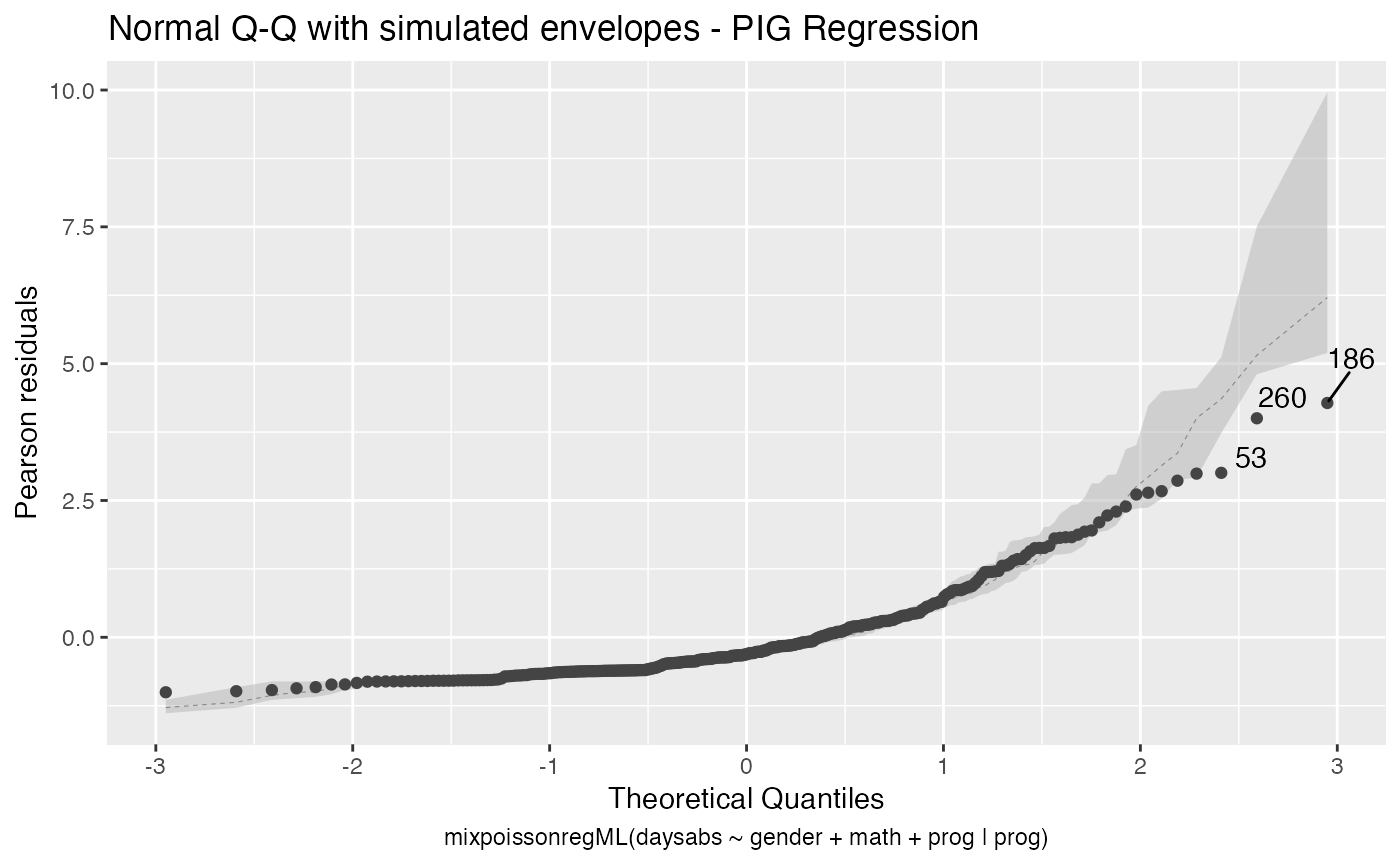 Normal Q-Q with simulated envelopes - PIG Regression
10.0
7.5
5.0
2.5
0.0
Pearson residuals
186
260
53
-3 -2 -1 0 1 2 3
Theoretical Quantiles
mixpoissonregML(daysabs ~ gender + math + prog | prog)